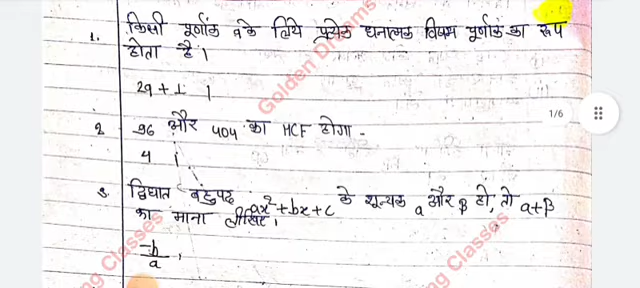 1. किसी पूर्णांक q के लिये प्रत्येक धनात्मक विषम पूर्णांक का रूप
होता है।
2q + 1 |
1/6
2 96 और 404 का HCF होगा -
4 |
3. द्विघात बहुपद ax² + bx + c के शून्यक α और β हो, तो α+β
का मान लिखिए।
-b/a
Golden Dreams
Classes